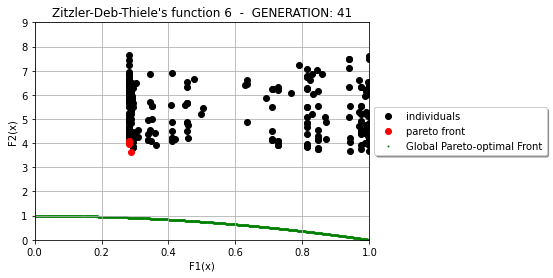 Zitzler-Deb-Thiele's function 6 - GENERATION: 41
F2(x)
9
8
7
6
5
4
3
2
1
0
0.0 0.2 0.4 0.6 0.8 1.0
F1(x)
individuals
pareto front
Global Pareto-optimal Front